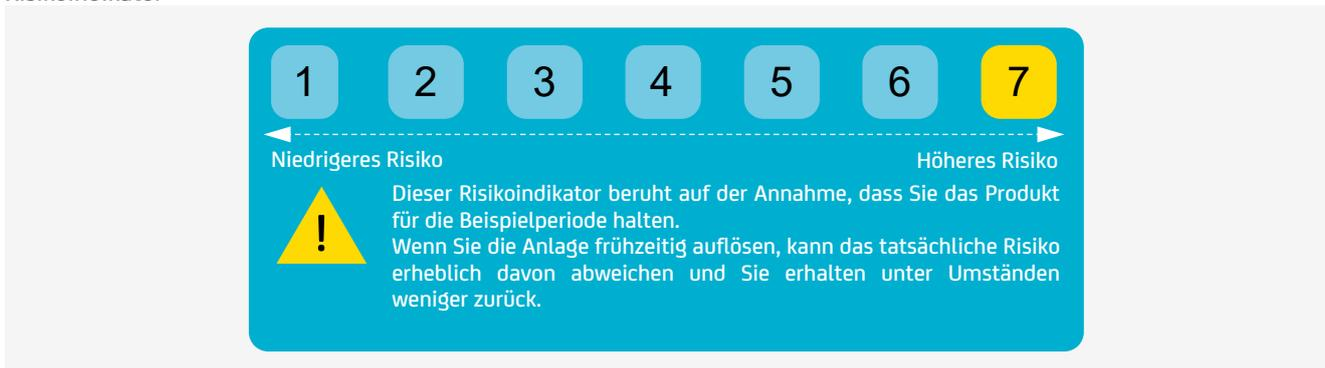 1 2 3 4 5 6 7
Niedrigeres Risiko Höheres Risiko
!
Dieser Risikoindikator beruht auf der Annahme, dass Sie das Produkt
für die Beispielperiode halten.
Wenn Sie die Anlage frühzeitig auflösen, kann das tatsächliche Risiko
erheblich davon abweichen und Sie erhalten unter Umständen
weniger zurück.